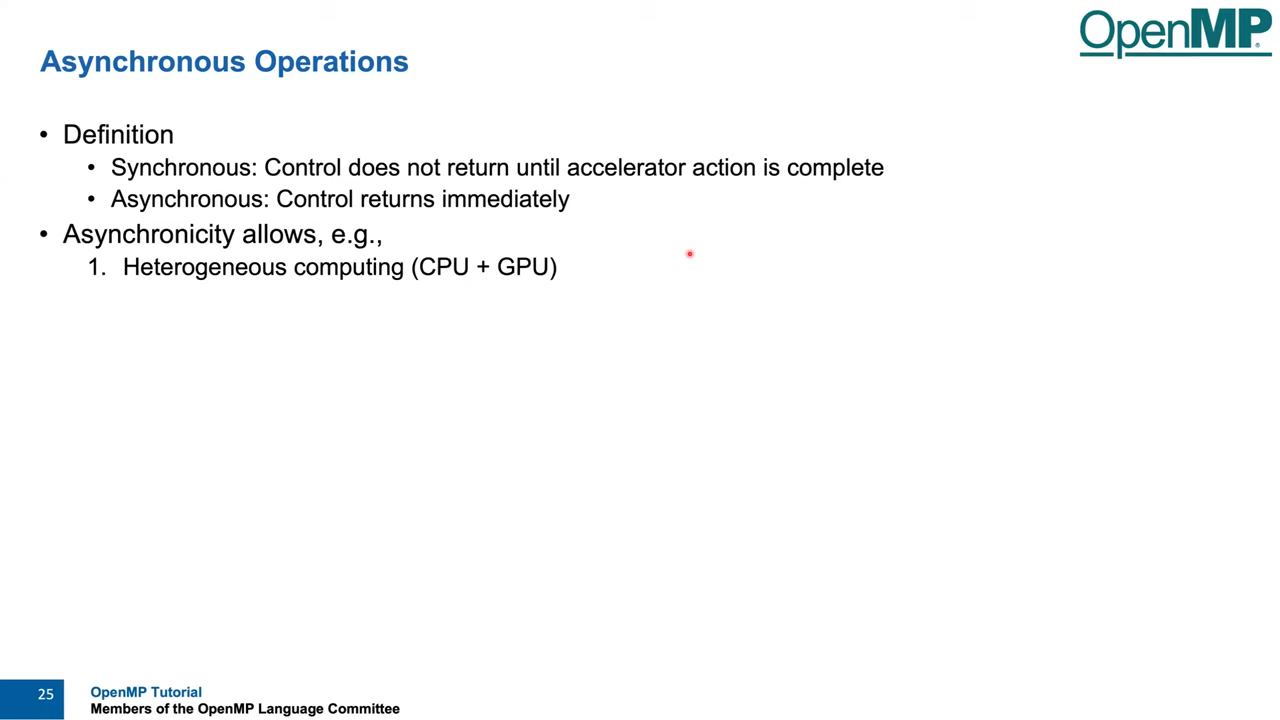 OpenMP
Asynchronous Operations
• Definition
• Synchronous: Control does not return until accelerator action is complete
• Asynchronous: Control returns immediately
• Asynchronicity allows, e.g.,
1. Heterogeneous computing (CPU + GPU)
25
OpenMP Tutorial
Members of the OpenMP Language Committee